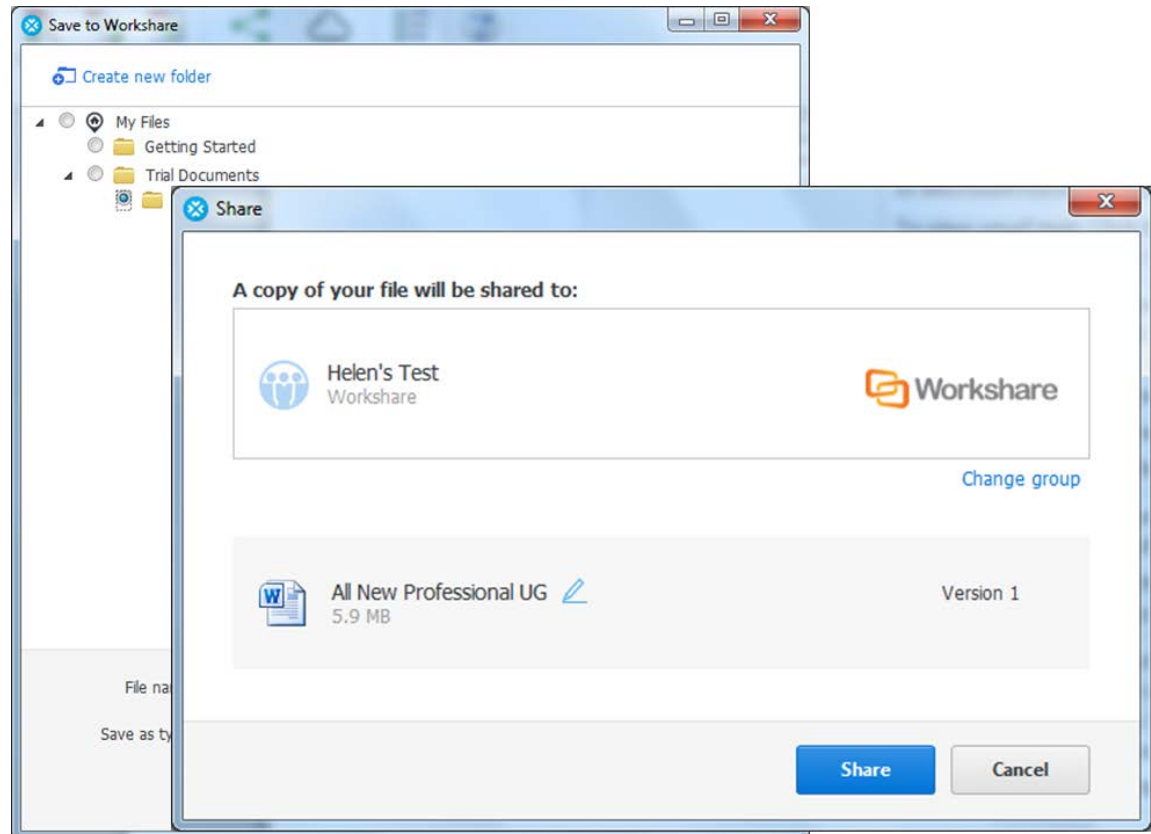 Save to Workshare
Create new folder
My Files
Getting Started
Trial Documents
Share
A copy of your file will be shared to:
Helen's Test
Workshare
Workshare
Change group
All New Professional UG
5.9 MB
Version 1
File
Save as
Share
Cancel